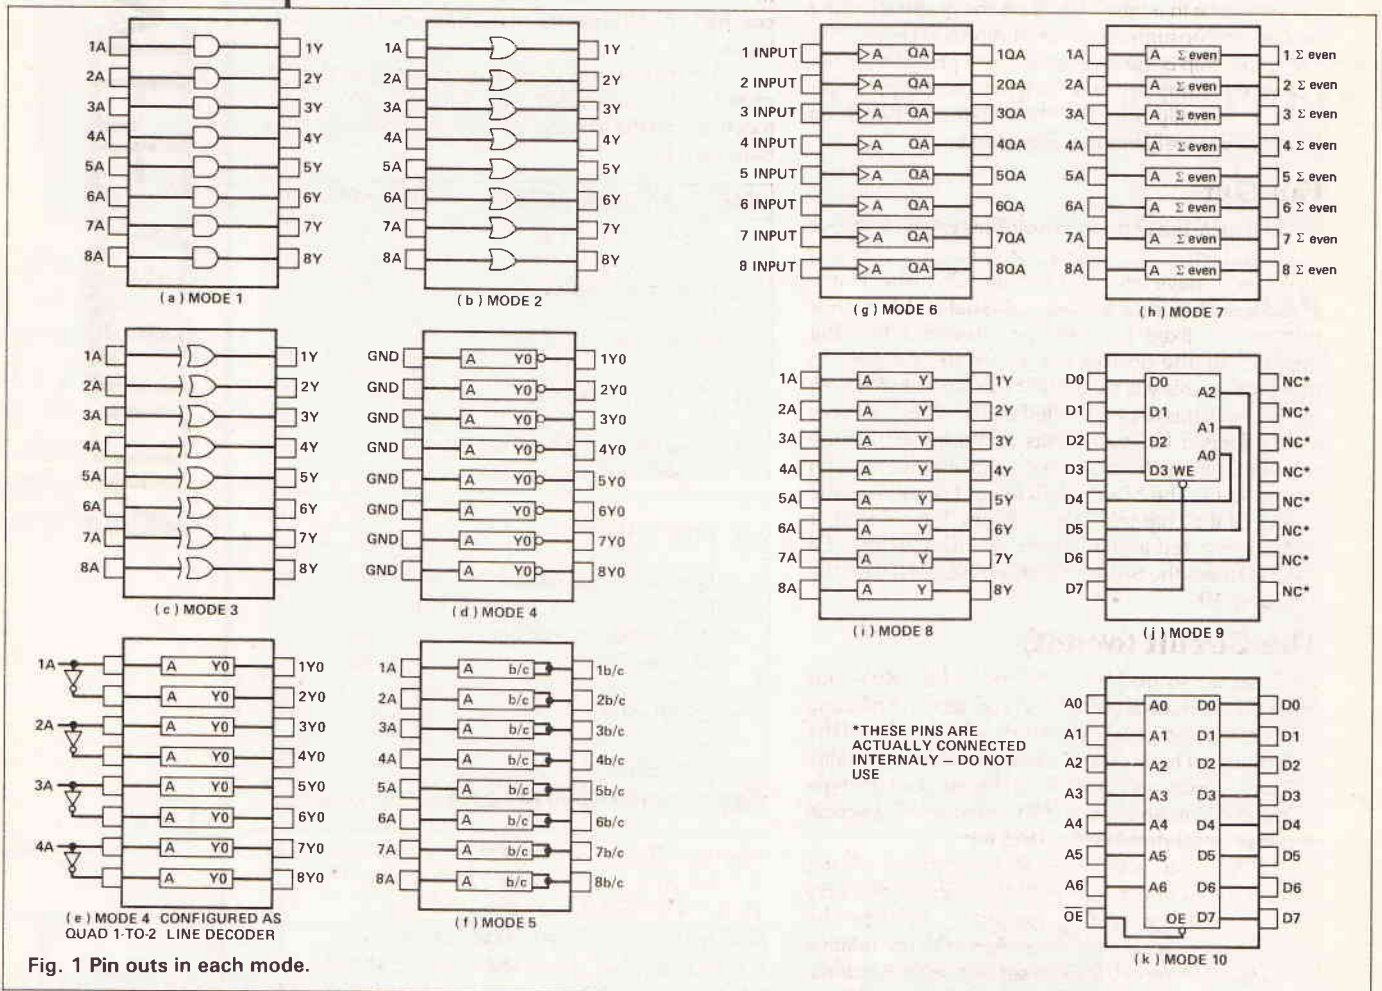 1A 1Y
2A 2Y
3A 3Y
4A 4Y
5A 5Y
6A 6Y
7A 7Y
8A 8Y
(a) MODE 1
1A 1Y
2A 2Y
3A 3Y
4A 4Y
5A 5Y
6A 6Y
7A 7Y
8A 8Y
(b) MODE 2
1 INPUT >A QA 1QA
2 INPUT >A QA 2QA
3 INPUT >A QA 3QA
4 INPUT >A QA 4QA
5 INPUT >A QA 5QA
6 INPUT >A QA 6QA
7 INPUT >A QA 7QA
8 INPUT >A QA 8QA
(g) MODE 6
1A A Σ even 1 Σ even
2A A Σ even 2 Σ even
3A A Σ even 3 Σ even
4A A Σ even 4 Σ even
5A A Σ even 5 Σ even
6A A Σ even 6 Σ even
7A A Σ even 7 Σ even
8A A Σ even 8 Σ even
(h) MODE 7
1A 1Y
2A 2Y
3A 3Y
4A 4Y
5A 5Y
6A 6Y
7A 7Y
8A 8Y
(c) MODE 3
GND A Y0 1Y0
GND A Y0 2Y0
GND A Y0 3Y0
GND A Y0 4Y0
GND A Y0 5Y0
GND A Y0 6Y0
GND A Y0 7Y0
GND A Y0 8Y0
(d) MODE 4
1A A Y 1Y
2A A Y 2Y
3A A Y 3Y
4A A Y 4Y
5A A Y 5Y
6A A Y 6Y
7A A Y 7Y
8A A Y 8Y
(i) MODE 8
D0 D0 A2 NC*
D1 D1 A1 NC*
D2 D2 A0 NC*
D3 D3 WE NC*
D4 NC*
D5 NC*
D6 NC*
D7 NC*
(j) MODE 9
1A A Y0 1Y0
A Y0 2Y0
2A A Y0 3Y0
A Y0 4Y0
3A A Y0 5Y0
A Y0 6Y0
4A A Y0 7Y0
A Y0 8Y0
(e) MODE 4 CONFIGURED AS
QUAD 1-TO-2 LINE DECODER
1A A b/c 1b/c
2A A b/c 2b/c
3A A b/c 3b/c
4A A b/c 4b/c
5A A b/c 5b/c
6A A b/c 6b/c
7A A b/c 7b/c
8A A b/c 8b/c
(f) MODE 5
*THESE PINS ARE
ACTUALLY CONNECTED
INTERNALY – DO NOT
USE
A0 A0 D0 D0
A1 A1 D1 D1
A2 A2 D2 D2
A3 A3 D3 D3
A4 A4 D4 D4
A5 A5 D5 D5
A6 A6 D6 D6
O̅E̅ OE D7 D7
(k) MODE 10
Fig. 1 Pin outs in each mode.